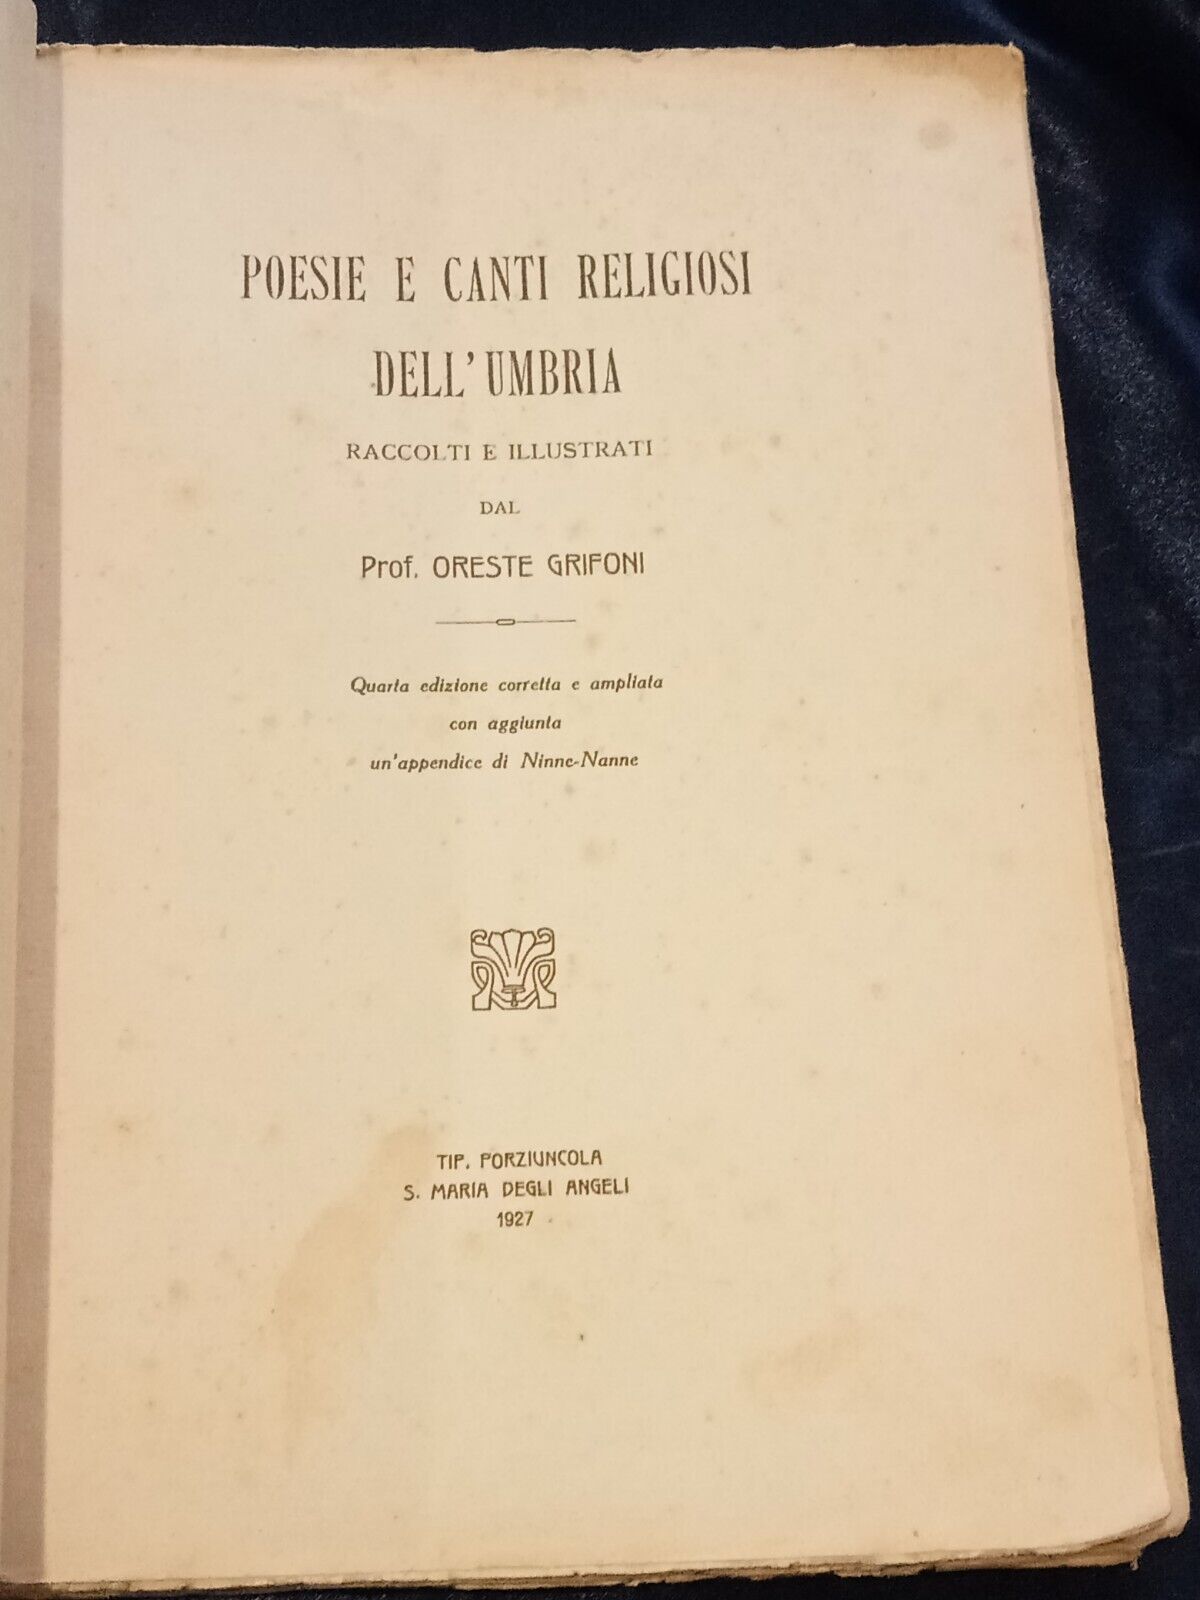 POESIE E CANTI RELIGIOSI
DELL'UMBRIA
RACCOLTI E ILLUSTRATI
DAL
Prof. ORESTE GRIFONI
Quarta edizione corretta e ampliata
con aggiunta
un'appendice di Ninne-Nanne
TIP. PORZIUNCOLA
S. MARIA DEGLI ANGELI
1927